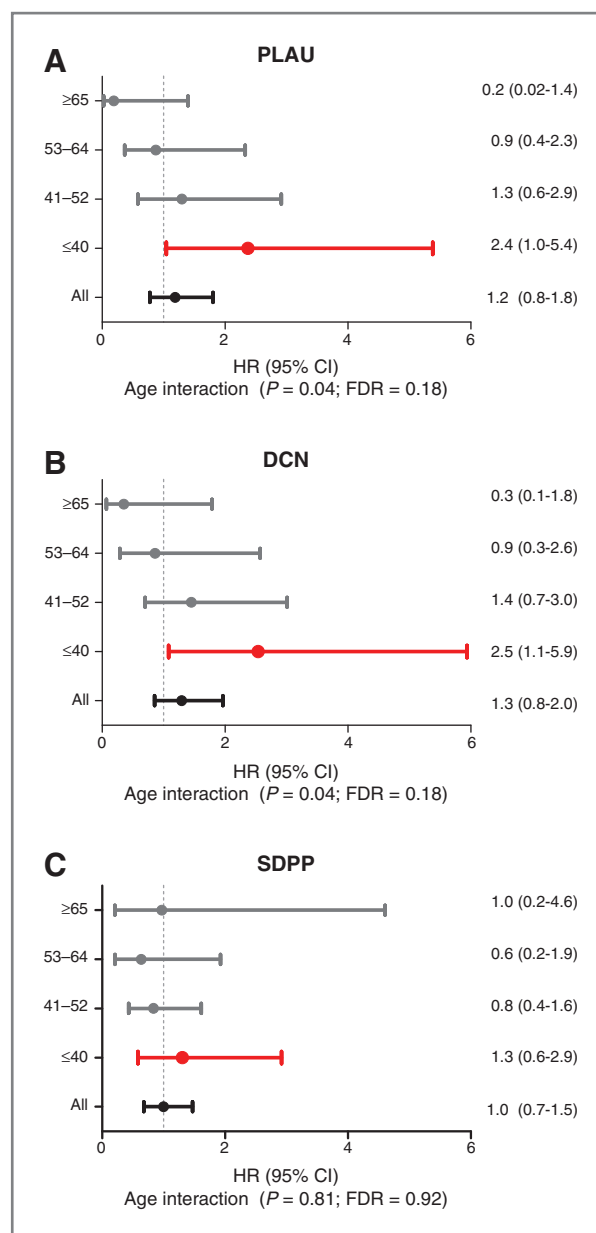 A
PLAU
≥65
0.2 (0.02-1.4)
53–64
0.9 (0.4-2.3)
41–52
1.3 (0.6-2.9)
≤40
2.4 (1.0-5.4)
All
1.2 (0.8-1.8)
0 2 4 6
HR (95% CI)
Age interaction (P = 0.04; FDR = 0.18)
B
DCN
≥65
0.3 (0.1-1.8)
53–64
0.9 (0.3-2.6)
41–52
1.4 (0.7-3.0)
≤40
2.5 (1.1-5.9)
All
1.3 (0.8-2.0)
0 2 4 6
HR (95% CI)
Age interaction (P = 0.04; FDR = 0.18)
C
SDPP
≥65
1.0 (0.2-4.6)
53–64
0.6 (0.2-1.9)
41–52
0.8 (0.4-1.6)
≤40
1.3 (0.6-2.9)
All
1.0 (0.7-1.5)
0 2 4 6
HR (95% CI)
Age interaction (P = 0.81; FDR = 0.92)